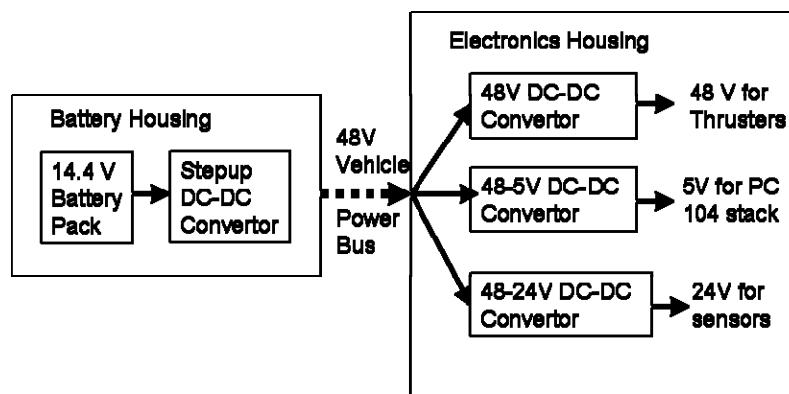 Electronics Housing
Battery Housing
14.4 V
Battery
Pack
Stepup
DC-DC
Convertor
48V
Vehicle
Power
Bus
48V DC-DC
Convertor
48 V for
Thrusters
48-5V DC-DC
Convertor
5V for PC
104 stack
48-24V DC-DC
Convertor
24V for
sensors